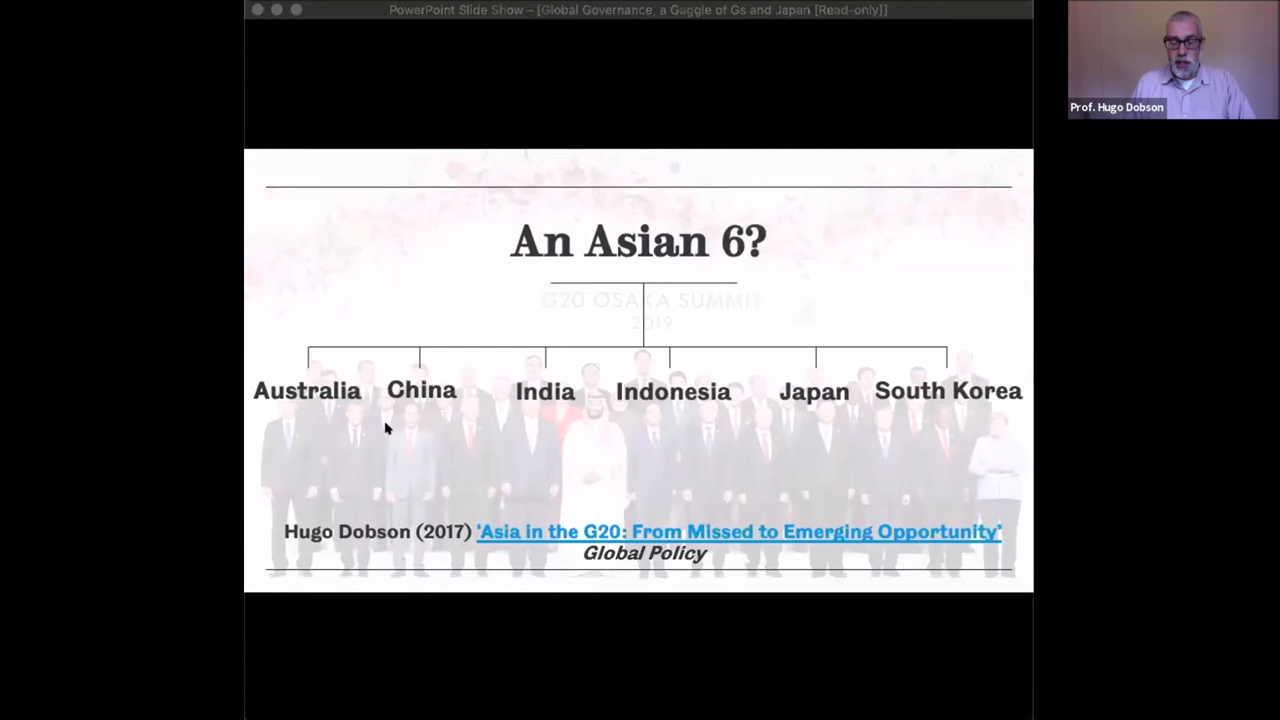 PowerPoint Slide Show – [Global Governance, a Gaggle of Gs and Japan [Read-only]]
Prof. Hugo Dobson
An Asian 6?
G20 OSAKA SUMMIT
2019
Australia China India Indonesia Japan South Korea
Hugo Dobson (2017) 'Asia in the G20: From Missed to Emerging Opportunity'
Global Policy